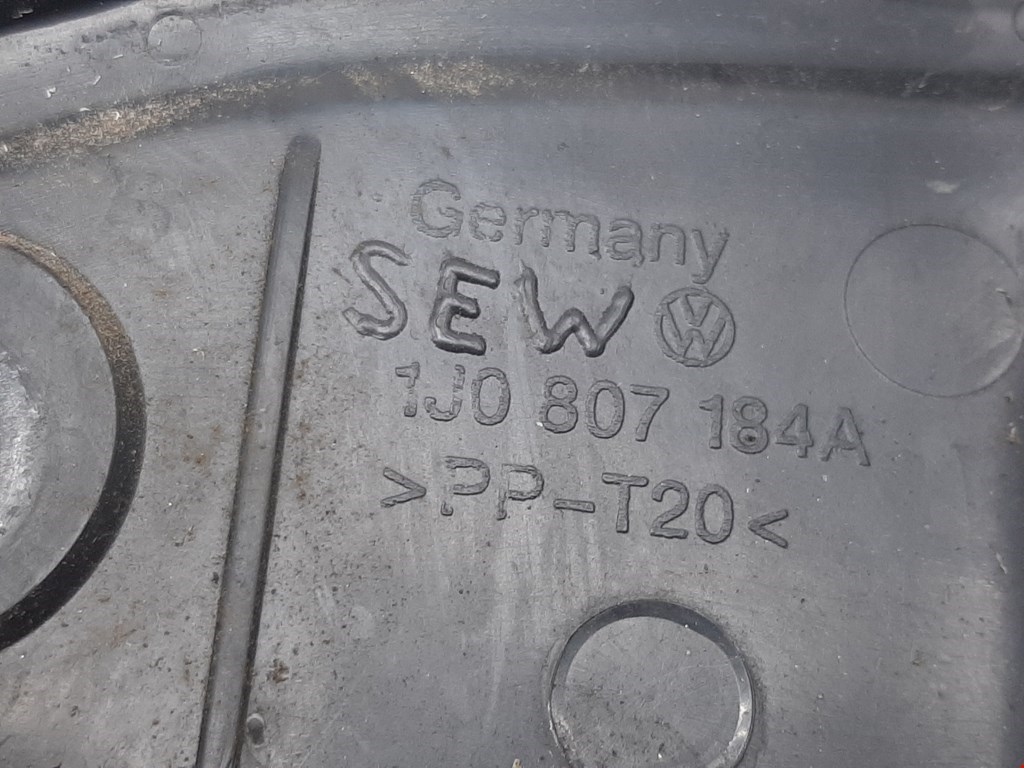 Germany
SEW
1J0 807 184A
>PP-T20<